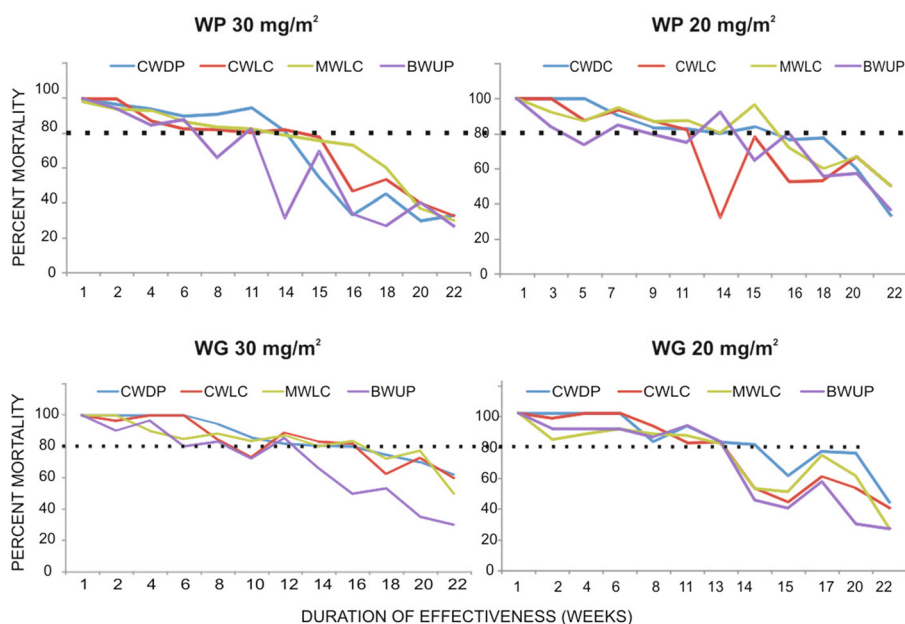 WP 30 mg/m²
WP 20 mg/m²
CWDP CWLC MWLC BWUP
CWDC CWLC MWLC BWUP
PERCENT MORTALITY
100
80
60
40
20
0
1 2 4 6 8 11 14 15 16 18 20 22
100
80
80
60
40
20
0
1 3 5 7 9 11 14 15 16 18 20 22
WG 30 mg/m²
WG 20 mg/m²
CWDP CWLC MWLC BWUP
CWDP CWLC MWLC BWUP
PERCENT MORTALITY
100
80
60
40
20
0
1 2 4 6 8 10 12 14 16 18 20 22
100
80
80
60
40
20
0
1 2 4 6 8 11 13 14 15 17 20 22
DURATION OF EFFECTIVENESS (WEEKS)